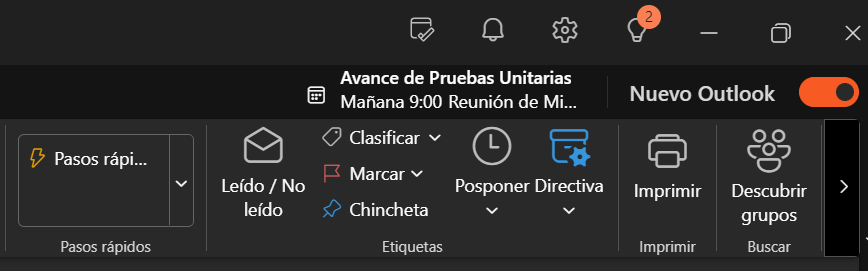 2
Avance de Pruebas Unitarias
Mañana 9:00 Reunión de Mi...
Nuevo Outlook
Pasos rápi...
Leído / No
leído
Clasificar
Marcar
Chincheta
Posponer
Directiva
Imprimir
Descubrir
grupos
Pasos rápidos
Etiquetas
Imprimir
Buscar